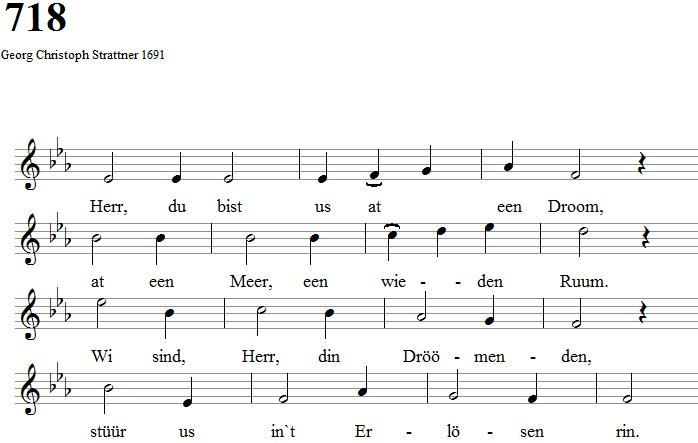 718
Georg Christoph Strattner 1691
Herr, du bist us at een Droom,
at een Meer, een wie - - den Ruum.
Wi sind, Herr, din Dröö - men - den,
stüür us in`t Er - lö - sen rin.